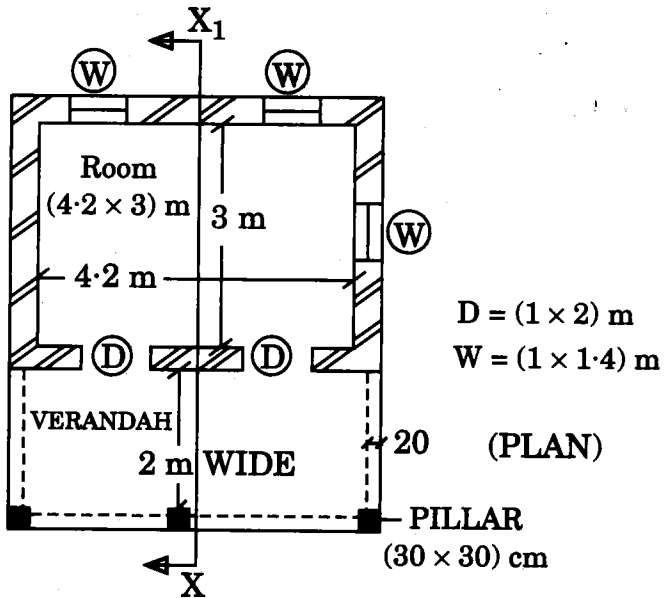 X₁
W
W
Room
(4·2 × 3) m
3 m
W
4·2 m
D = (1 × 2) m
D
D
W = (1 × 1·4) m
VERANDAH
20
(PLAN)
2 m WIDE
PILLAR
(30 × 30) cm
X